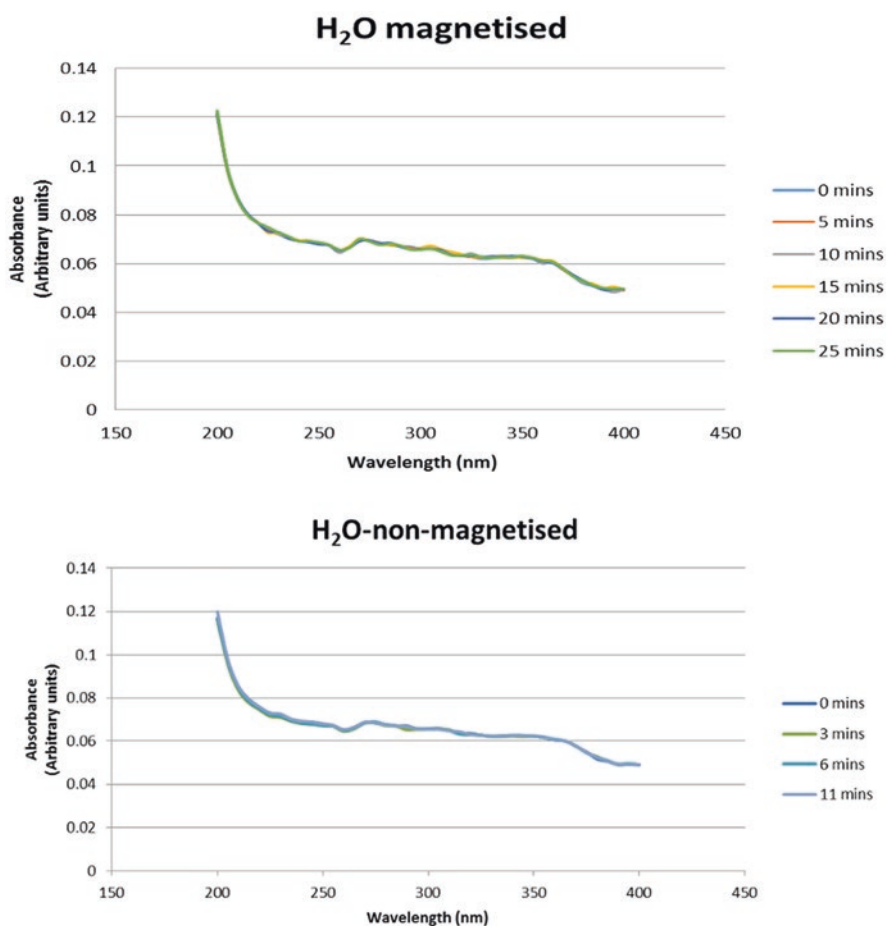 H₂O magnetised
0.14
0.12
0.1
0.08
0.06
0.04
0.02
0
Absorbance
(Arbitrary units)
150 200 250 300 350 400 450
Wavelength (nm)
0 mins
5 mins
10 mins
15 mins
20 mins
25 mins
H₂O-non-magnetised
0.14
0.12
0.1
0.08
0.06
0.04
0.02
0
Absorbance
(Arbitrary units)
150 200 250 300 350 400 450
Wavelength (nm)
0 mins
3 mins
6 mins
11 mins